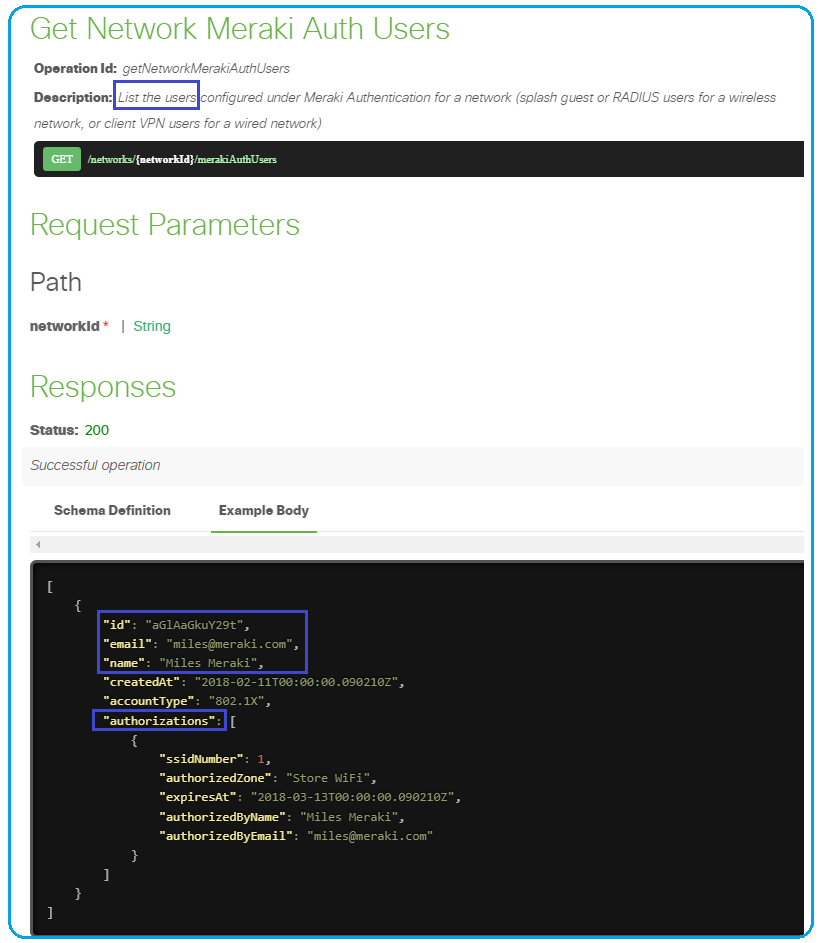 Get Network Meraki Auth Users
Operation Id: getNetworkMerakiAuthUsers
Description: List the users configured under Meraki Authentication for a network (splash guest or RADIUS users for a wireless
network, or client VPN users for a wired network)
GET /networks/{networkId}/merakiAuthUsers
Request Parameters
Path
networkId * | String
Responses
Status: 200
Successful operation
Schema Definition Example Body
[
{
"id": "aGlAaGkuY29t",
"email": "miles@meraki.com",
"name": "Miles Meraki",
"createdAt": "2018-02-11T00:00:00.090210Z",
"accountType": "802.1X",
"authorizations": [
{
"ssidNumber": 1,
"authorizedZone": "Store WiFi",
"expiresAt": "2018-03-13T00:00:00.090210Z",
"authorizedByName": "Miles Meraki",
"authorizedByEmail": "miles@meraki.com"
}
]
}
]